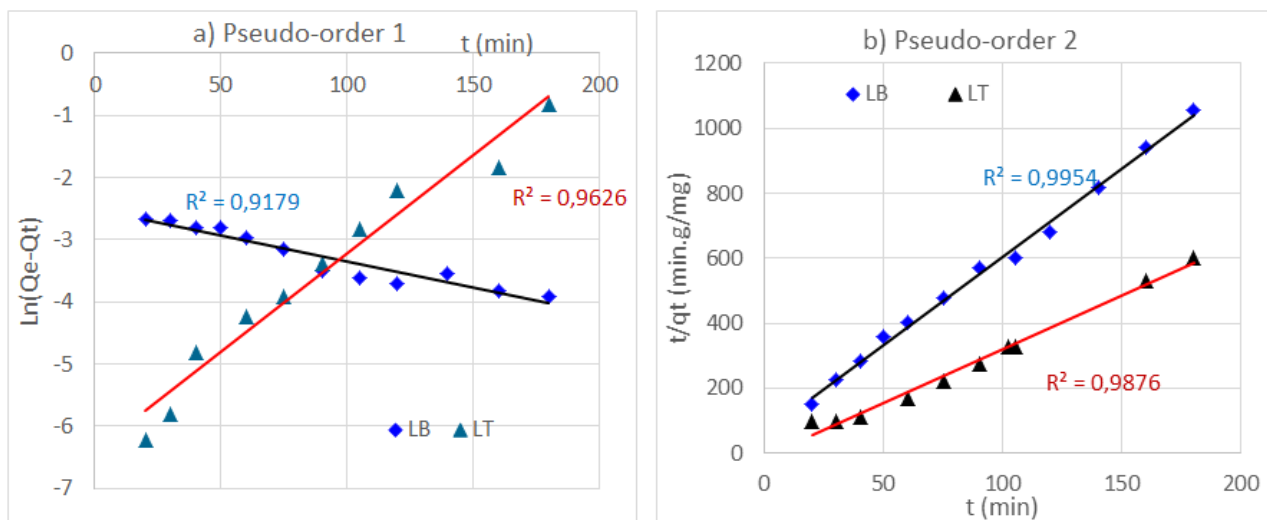 a) Pseudo-order 1
t (min)
0
0 50 100 150 200
-1
-2
-3
-4
-5
-6
-7
Ln(Qe-Qt)
R² = 0,9179
R² = 0,9626
LB LT
b) Pseudo-order 2
1200
1000
800
600
400
200
0
t/qt (min.g/mg)
LB LT
R² = 0,9954
R² = 0,9876
0 50 100 150 200
t (min)